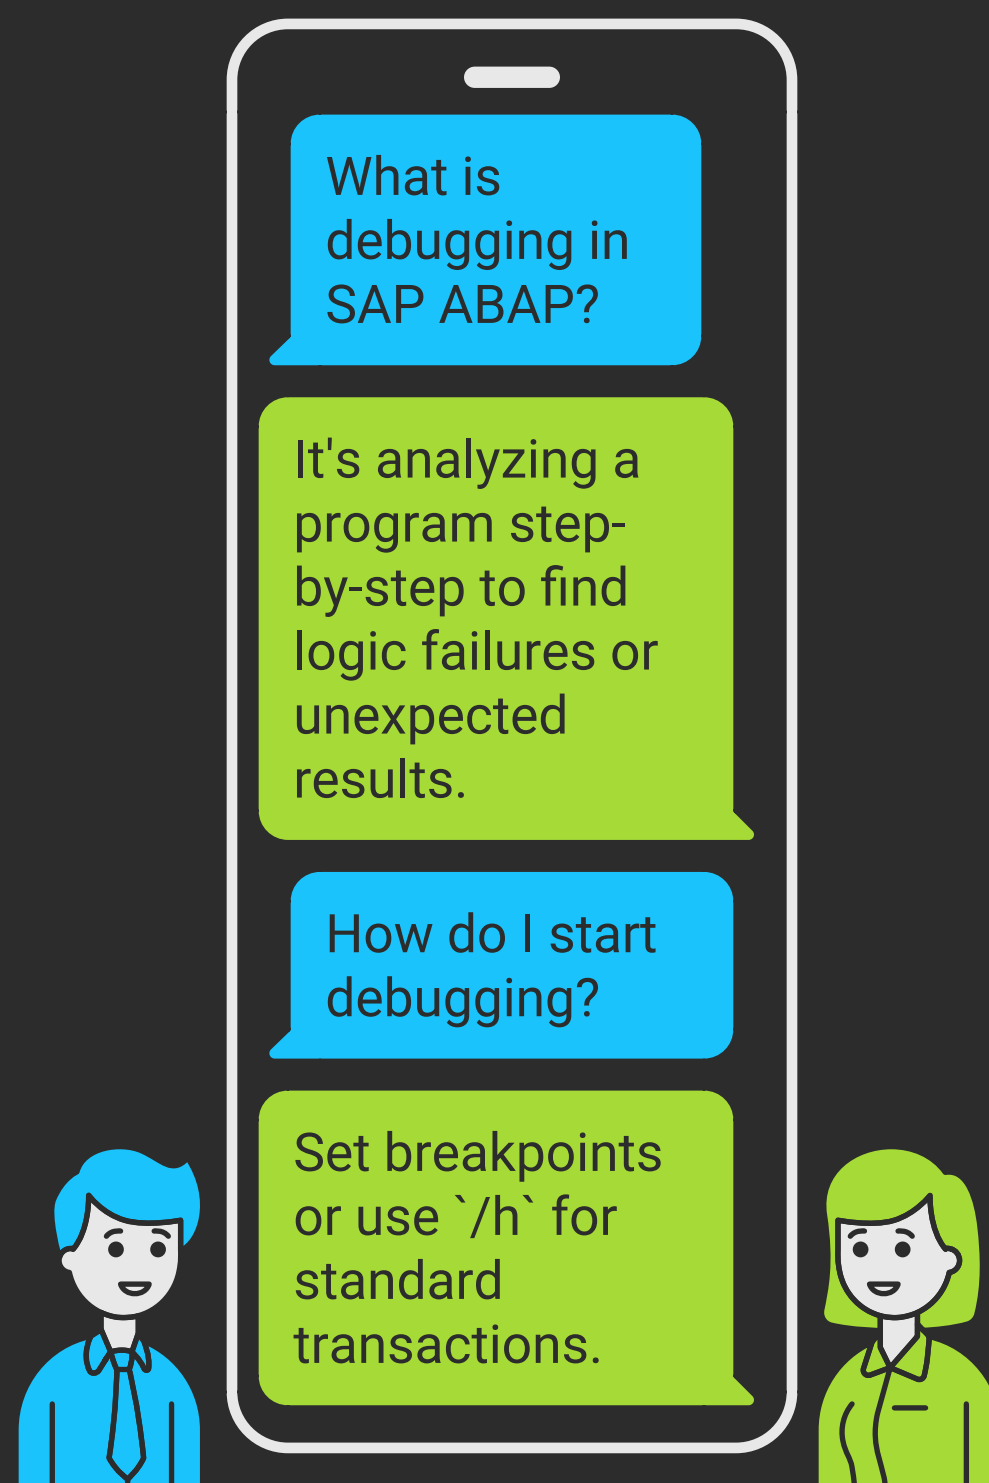 What is
debugging in
SAP ABAP?
It's analyzing a
program step-
by-step to find
logic failures or
unexpected
results.
How do I start
debugging?
Set breakpoints
or use `/h` for
standard
transactions.